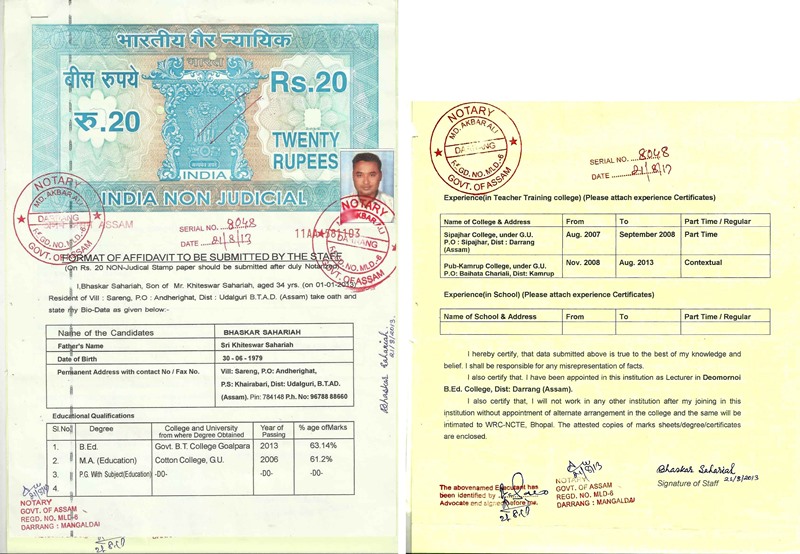 भारतीय गैर न्यायिक
भारत
बीस रुपये
Rs.20
रु.20
TWENTY
RUPEES
INDIA
INDIA NON JUDICIAL
ASSAM
NOTARY
MD. AKBAR ALI
DARRANG
REGD. NO. MLD.-6
GOVT. OF ASSAM
SERIAL NO. 8048
DATE 21/8/13
FORMAT OF AFFIDAVIT TO BE SUBMITTED BY THE STAFF
(On Rs. 20 NON-Judical Stamp paper should be submitted after duly
I,Bhaskar Sahariah, Son of Mr. Khiteswar Sahariah, aged 34 yrs. (on 01-01-2013)
Resident of Vill : Sareng, P.O : Andherighat, Dist : Udalguri B.T.A.D. (Assam) take oath and
state my Bio-Data as given below:-
Name of the Candidates BHASKAR SAHARIAH
Father's Name Sri Khiteswar Sahariah
Date of Birth 30 - 06 -1979
Permanent Address with contact No / Fax No. Vill: Sareng, P.O: Andherighat,
P.S: Khairabari, Dist: Udalguri, B.T.AD.
(Assam). Pin: 784148 P.h No: 96788 88660
Bhaskar Sahariah
21/8/2013
Educational Qualifications
Sl.No. Degree College and University from where Degree Obtained Year of Passing % age of Marks
1. B.Ed. Govt. B.T. College Goalpara 2013 63.14%
2. M.A. (Education) Cotton College, G.U. 2006 61.2%
3. P.G. With Subject(Education) -DO- -DO- -DO-
4.
21/8/13
NOTARY
GOVT. OF ASSAM
REGD. NO. MLD-6
DARRANG : MANGALDAI
21.8.13
NOTARY
MD. AKBAR ALI
DARRANG
REGD. NO. MLD.-6
GOVT. OF ASSAM
SERIAL NO. 8048
DATE 21/8/13
Experience(in Teacher Training college) (Please attach experience Certificates)
Name of College & Address From To Part Time / Regular
Sipajhar College, under G.U. Aug. 2007 September 2008 Part Time
P.O : Sipajhar, Dist : Darrang
(Assam)
Pub-Kamrup College, under G.U. Nov. 2008 Aug. 2013 Contextual
P.O: Baihata Chariali, Dist: Kamrup
Experience(in School) (Please attach experience Certificates)
Name of School & Address From To Part Time / Regular
I hereby certify, that data submitted above is true to the best of my knowledge and
belief. I shall be responsible for any misrepresentation of facts.
I also certify that. I have been appointed in this institution as Lecturer in Deomornoi
B.Ed. College, Dist: Darrang (Assam).
I also certify that, I will not work in any other institution after my joining in this
institution without appointment of alternate arrangement in the college and the same will be
intimated to WRC-NCTE, Bhopal. The attested copies of marks sheets/degree/certificates
are enclosed.
Bhaskar Sahariah
21/8/2013
Signature of Staff
The abovenamed Executant has
been identified by
Advocate and signed before me.
21.8.13
21/8/13
NOTARY
GOVT. OF ASSAM
REGD. NO. MLD-6
DARRANG : MANGALDAI